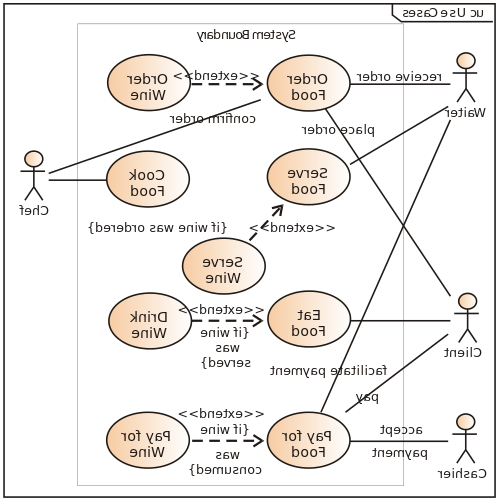 uc Use Cases
System Boundary
Order
Food
<<extend>>
Order
Wine
receive order
Waiter
confirm order
place order
Serve
Food
Cook
Food
Chef
<<extend>>
{if wine was ordered}
Serve
Wine
Eat
Food
<<extend>>
{if wine
was
served}
Drink
Wine
Client
facilitate payment
pay
Pay for
Food
<<extend>>
{if wine
was
consumed}
Pay for
Wine
accept
payment
Cashier